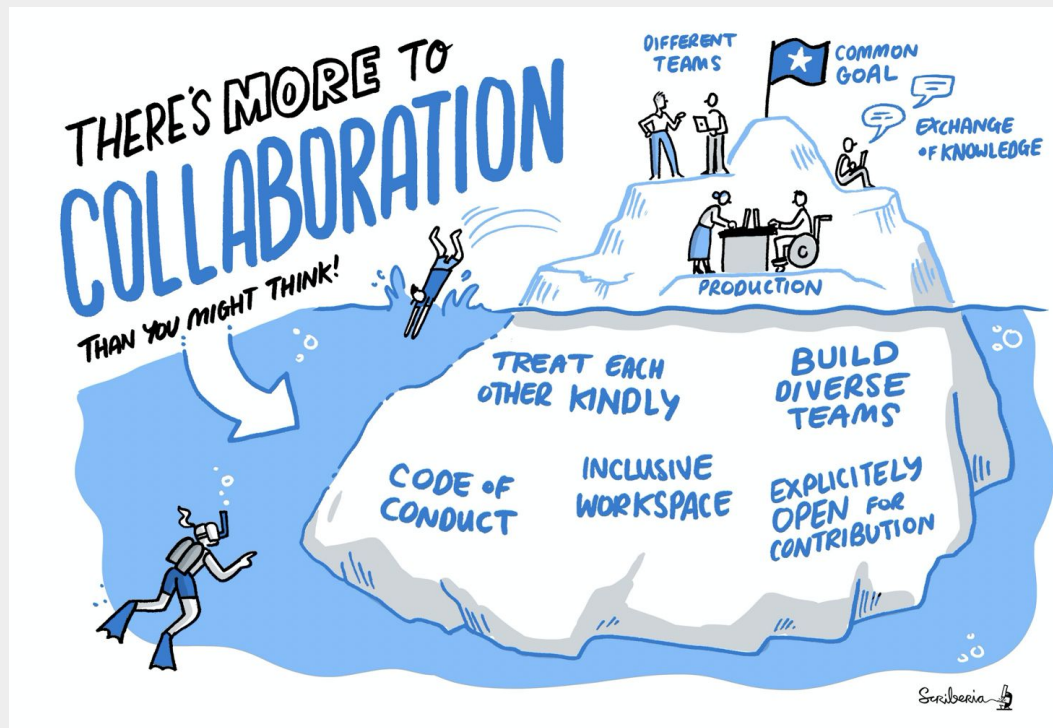 THERE'S MORE TO
COLLABORATION
THAN YOU MIGHT THINK!
DIFFERENT
TEAMS
COMMON
GOAL
EXCHANGE
OF KNOWLEDGE
PRODUCTION
TREAT EACH
OTHER KINDLY
BUILD
DIVERSE
TEAMS
CODE OF
CONDUCT
INCLUSIVE
WORKSPACE
EXPLICITELY
OPEN FOR
CONTRIBUTION
Scriberia